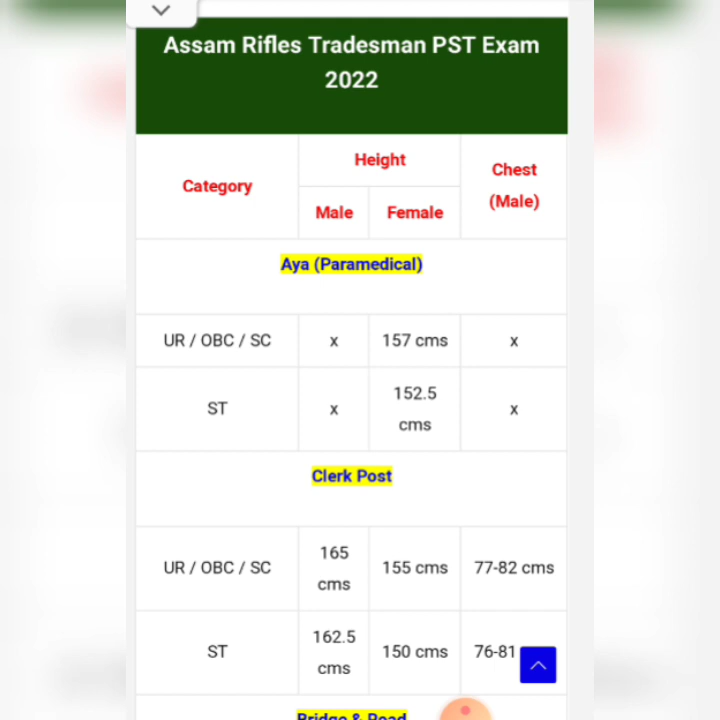 Assam Rifles Tradesman PST Exam
2022
Category
Height
Chest
(Male)
Male
Female
Aya (Paramedical)
UR / OBC / SC
x
157 cms
x
ST
x
152.5
cms
x
Clerk Post
UR / OBC / SC
165
cms
155 cms
77-82 cms
ST
162.5
cms
150 cms
76-81
Bridge & Road